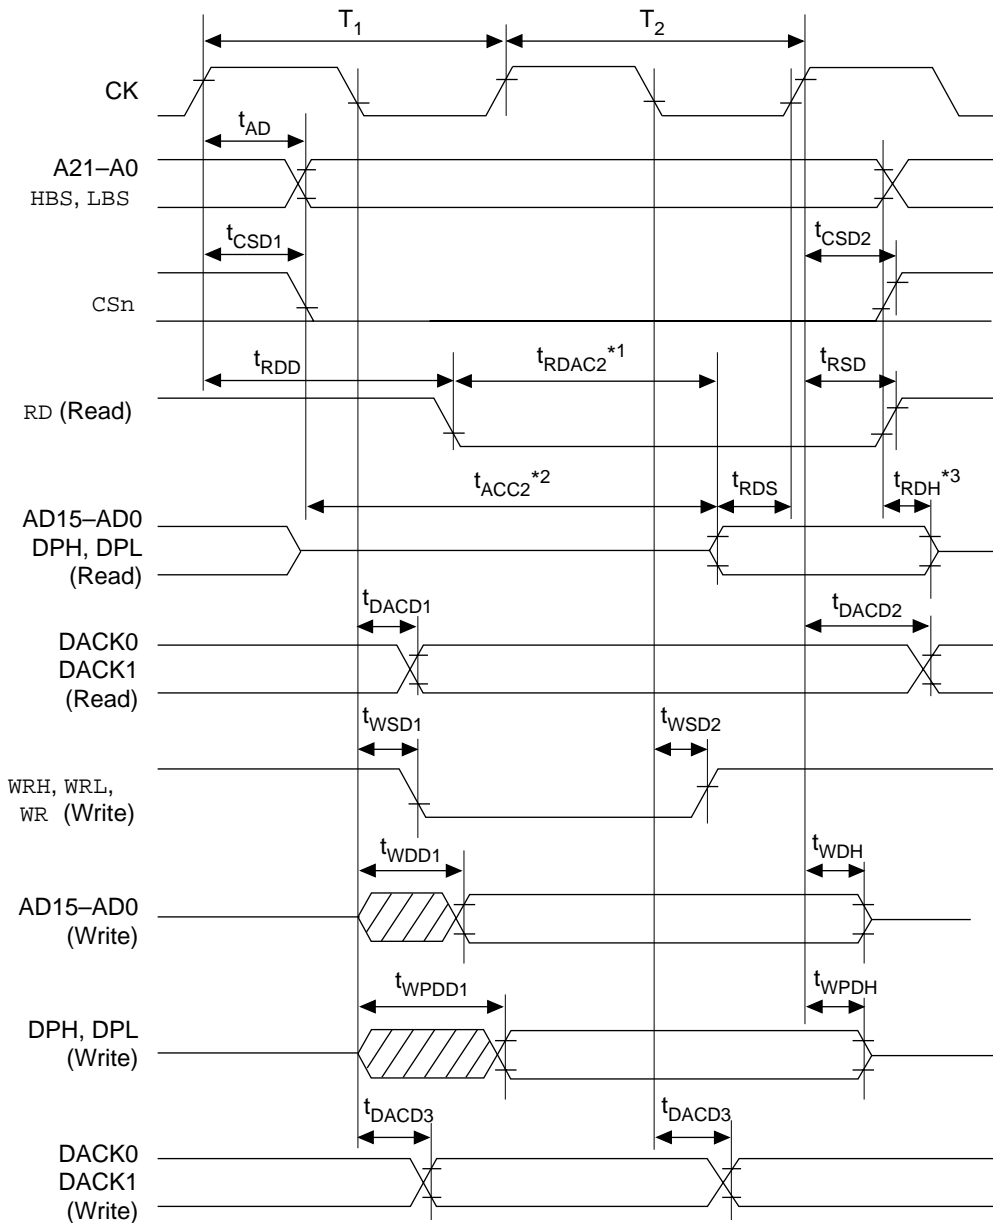 T1 T2
CK
tAD
A21–A0
HBS, LBS
tCSD1 tCSD2
CSn
tRDD tRDAC2*1 tRSD
RD (Read)
tACC2*2 tRDS tRDH*3
AD15–AD0
DPH, DPL
(Read)
tDACD1 tDACD2
DACK0
DACK1
(Read)
tWSD1 tWSD2
WRH, WRL,
WR (Write)
tWDD1 tWDH
AD15–AD0
(Write)
tWPDD1 tWPDH
DPH, DPL
(Write)
tDACD3 tDACD3
DACK0
DACK1
(Write)